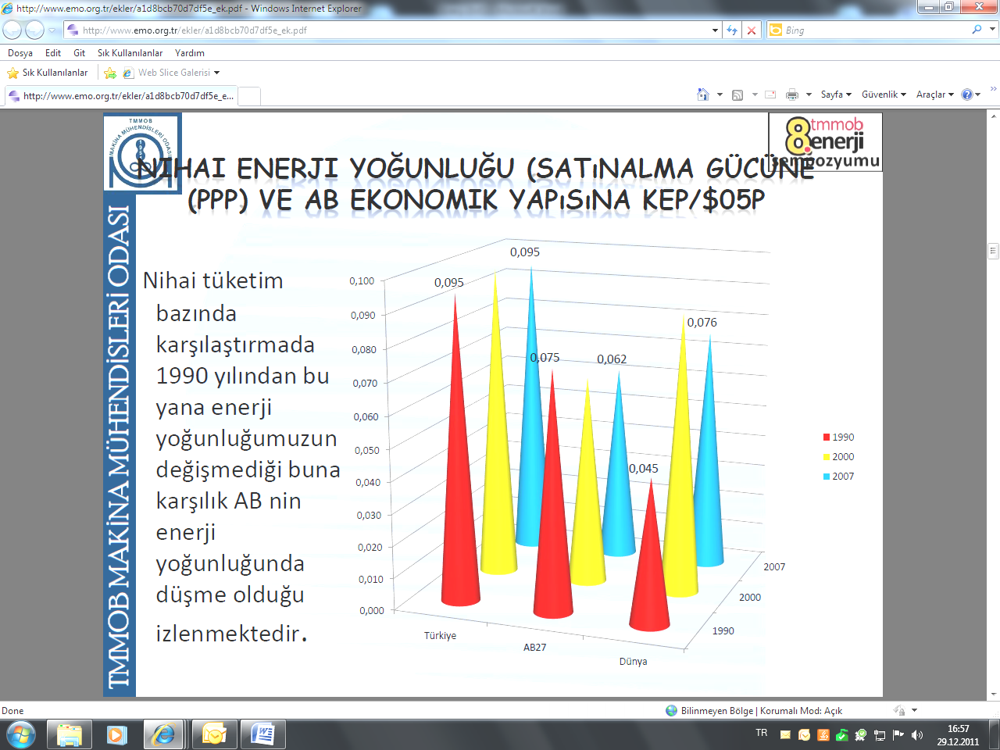 http://www.emo.org.tr/ekler/a1d8bcb70d7df5e_ek.pdf - Windows Internet Explorer
http://www.emo.org.tr/ekler/a1d8bcb70d7df5e_ek.pdf
Bing
Dosya Edit Git Sık Kullanılanlar Yardım
Sık Kullanılanlar Web Slice Galerisi
http://www.emo.org.tr/ekler/a1d8bcb70d7df5e_e...
Sayfa Güvenlik Araçlar
TMMOB
MAKİNA MÜHENDİSLERİ ODASI
1954
8. tmmob
enerji
sempozyumu
NIHAI ENERJI YOĞUNLUĞU (SATıNALMA GÜCÜNE
(PPP) VE AB EKONOMIK YAPıSıNA KEP/$05P
TMMOB MAKİNA MÜHENDİSLERİ ODASI
Nihai tüketim
bazında
karşılaştırmada
1990 yılından bu
yana enerji
yoğunluğumuzun
değişmediği buna
karşılık AB nin
enerji
yoğunluğunda
düşme olduğu
izlenmektedir.
0,100
0,090
0,080
0,070
0,060
0,050
0,040
0,030
0,020
0,010
0,000
0,095
0,095
0,075
0,062
0,045
0,076
Türkiye
AB27
Dünya
1990
2000
2007
1990
2000
2007
Done
Bilinmeyen Bölge | Korumalı Mod: Açık
TR
16:57
29.12.2011